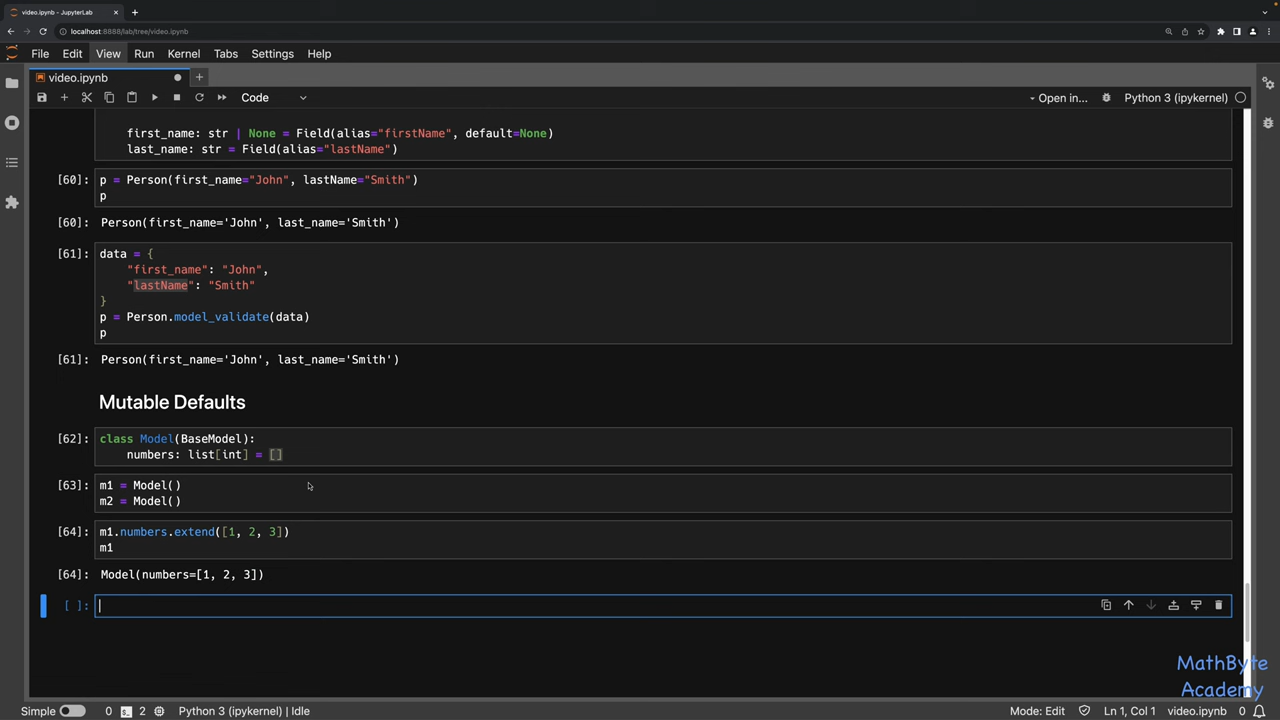 video.ipynb - JupyterLab
localhost:8888/lab/tree/video.ipynb
File Edit View Run Kernel Tabs Settings Help
video.ipynb
Code Open in... Python 3 (ipykernel)
first_name: str | None = Field(alias="firstName", default=None)
last_name: str = Field(alias="lastName")
[60]: p = Person(first_name="John", lastName="Smith")
p
[60]: Person(first_name='John', last_name='Smith')
[61]: data = {
"first_name": "John",
"lastName": "Smith"
}
p = Person.model_validate(data)
p
[61]: Person(first_name='John', last_name='Smith')
Mutable Defaults
[62]: class Model(BaseModel):
numbers: list[int] = []
[63]: m1 = Model()
m2 = Model()
[64]: m1.numbers.extend([1, 2, 3])
m1
[64]: Model(numbers=[1, 2, 3])
[ ]:
MathByte
Academy
Simple 0 2 Python 3 (ipykernel) | Idle Mode: Edit Ln 1, Col 1 video.ipynb 0